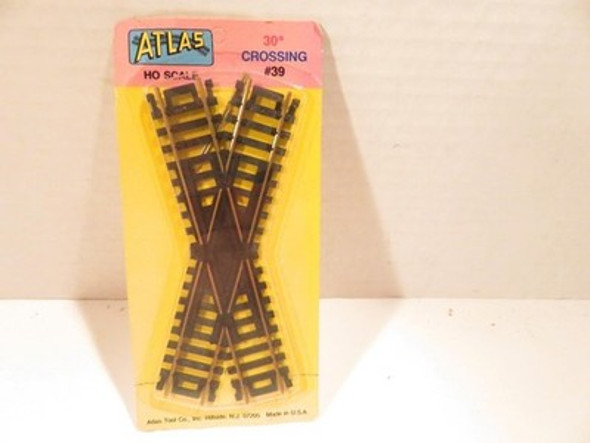 ATLAS
HO SCALE
30°
CROSSING
#39
Atlas Tool Co., Inc. Hillside, N.J. 07205 Made in U.S.A.